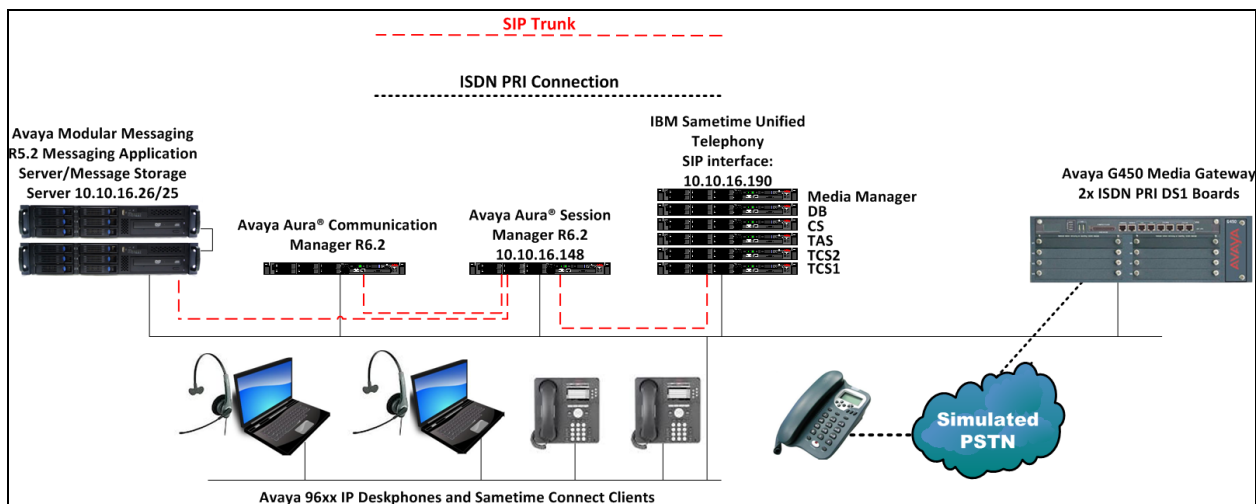 SIP Trunk
ISDN PRI Connection
Avaya Modular Messaging
R5.2 Messaging Application
Server/Message Storage
Server 10.10.16.26/25
Avaya Aura® Communication
Manager R6.2
Avaya Aura® Session
Manager R6.2
10.10.16.148
IBM Sametime Unified
Telephony
SIP interface:
10.10.16.190
Media Manager
DB
CS
TAS
TCS2
TCS1
Avaya G450 Media Gateway
2x ISDN PRI DS1 Boards
AVAYA
Simulated
PSTN
Avaya 96xx IP Deskphones and Sametime Connect Clients